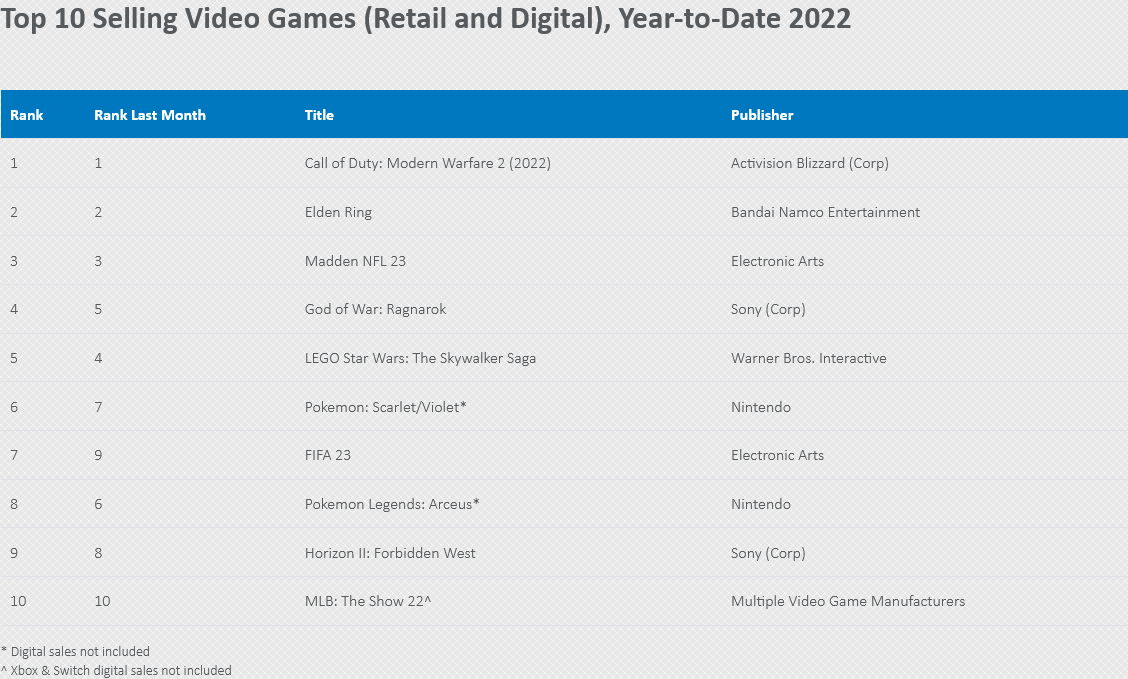 Top 10 Selling Video Games (Retail and Digital), Year-to-Date 2022
Rank Rank Last Month Title Publisher
1 1 Call of Duty: Modern Warfare 2 (2022) Activision Blizzard (Corp)
2 2 Elden Ring Bandai Namco Entertainment
3 3 Madden NFL 23 Electronic Arts
4 5 God of War: Ragnarok Sony (Corp)
5 4 LEGO Star Wars: The Skywalker Saga Warner Bros. Interactive
6 7 Pokemon: Scarlet/Violet* Nintendo
7 9 FIFA 23 Electronic Arts
8 6 Pokemon Legends: Arceus* Nintendo
9 8 Horizon II: Forbidden West Sony (Corp)
10 10 MLB: The Show 22^ Multiple Video Game Manufacturers
* Digital sales not included
^ Xbox & Switch digital sales not included